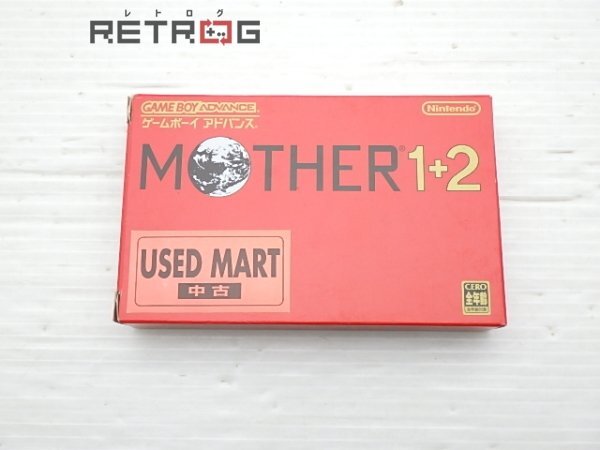 レトログ
RETROG
GAME BOY ADVANCE
Nintendo
ゲームボーイ アドバンス
MOTHER® 1+2
USED MART
中古
CERO
全年齢